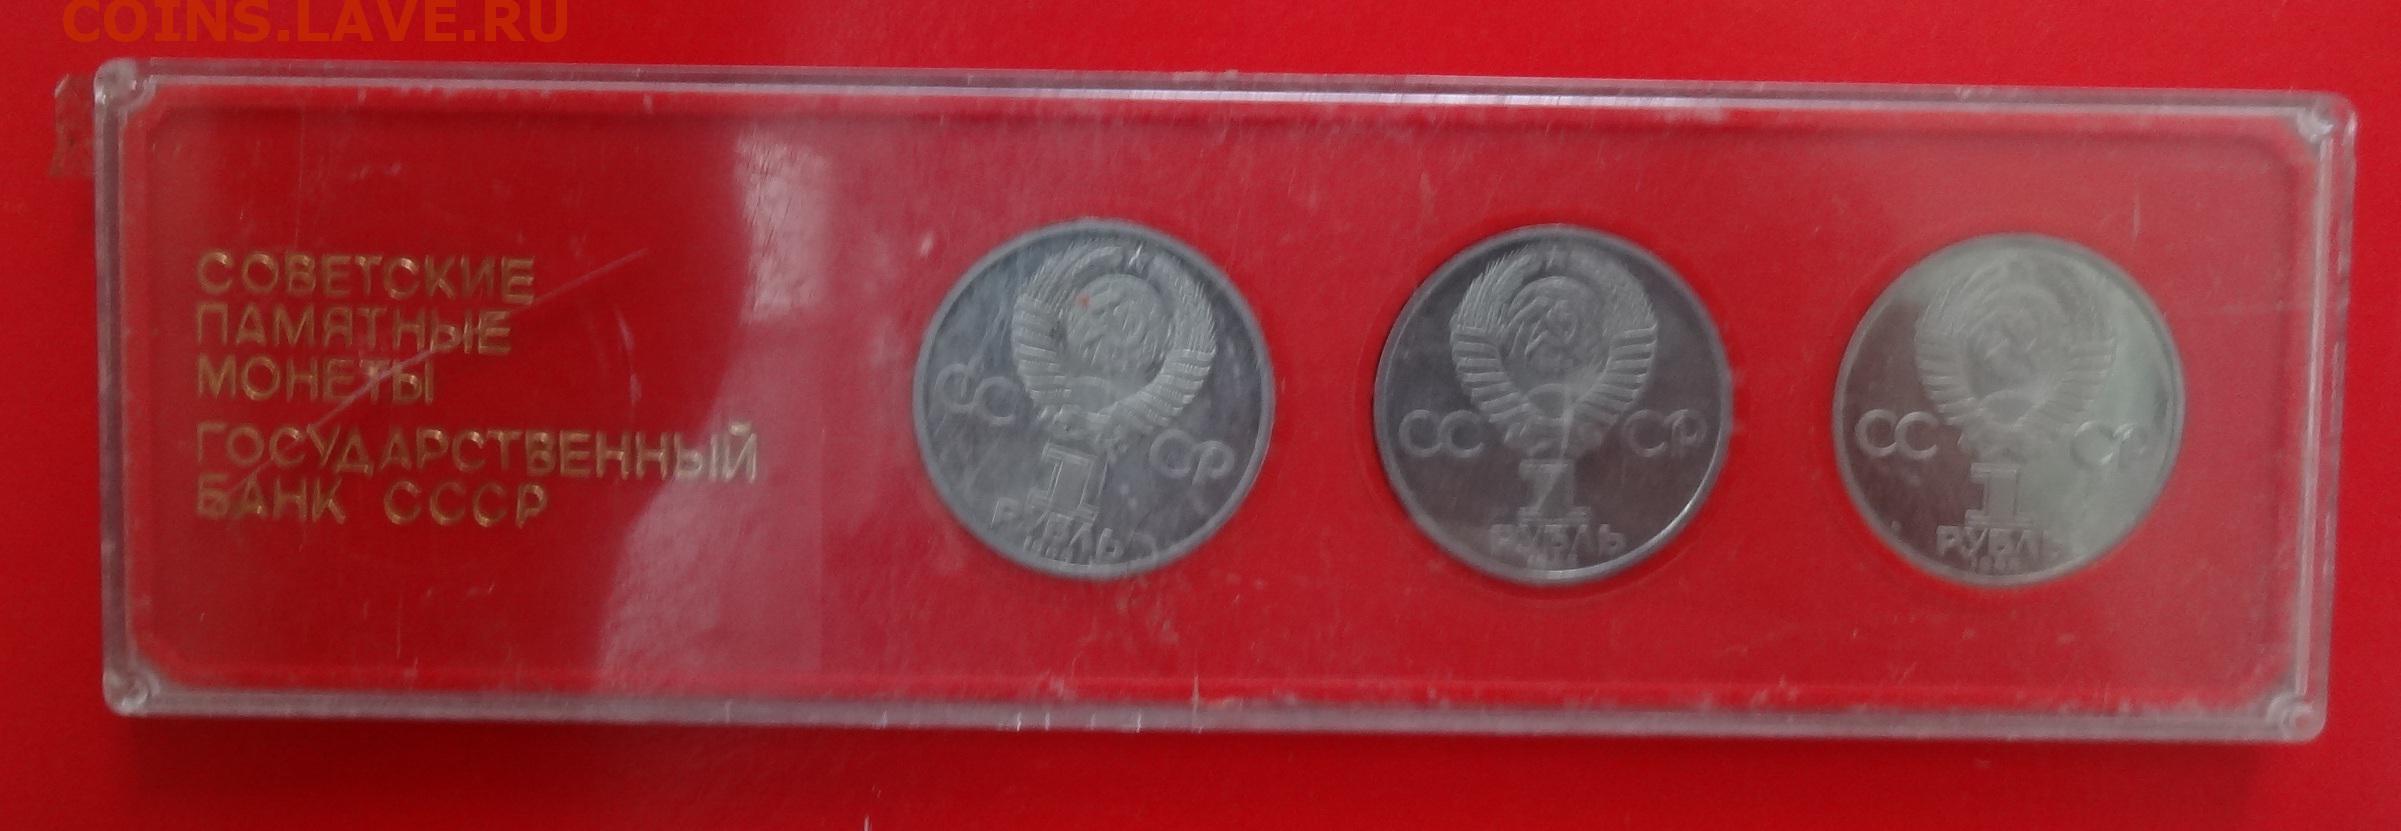 COINS.LAVE.RU
СОВЕТСКИЕ
ПАМЯТНЫЕ
МОНЕТЫ
ГОСУДАРСТВЕННЫЙ
БАНК СССР
СС СР
1
РУБЛЬ
СС СР
1
РУБЛЬ
СС СР
1
РУБЛЬ